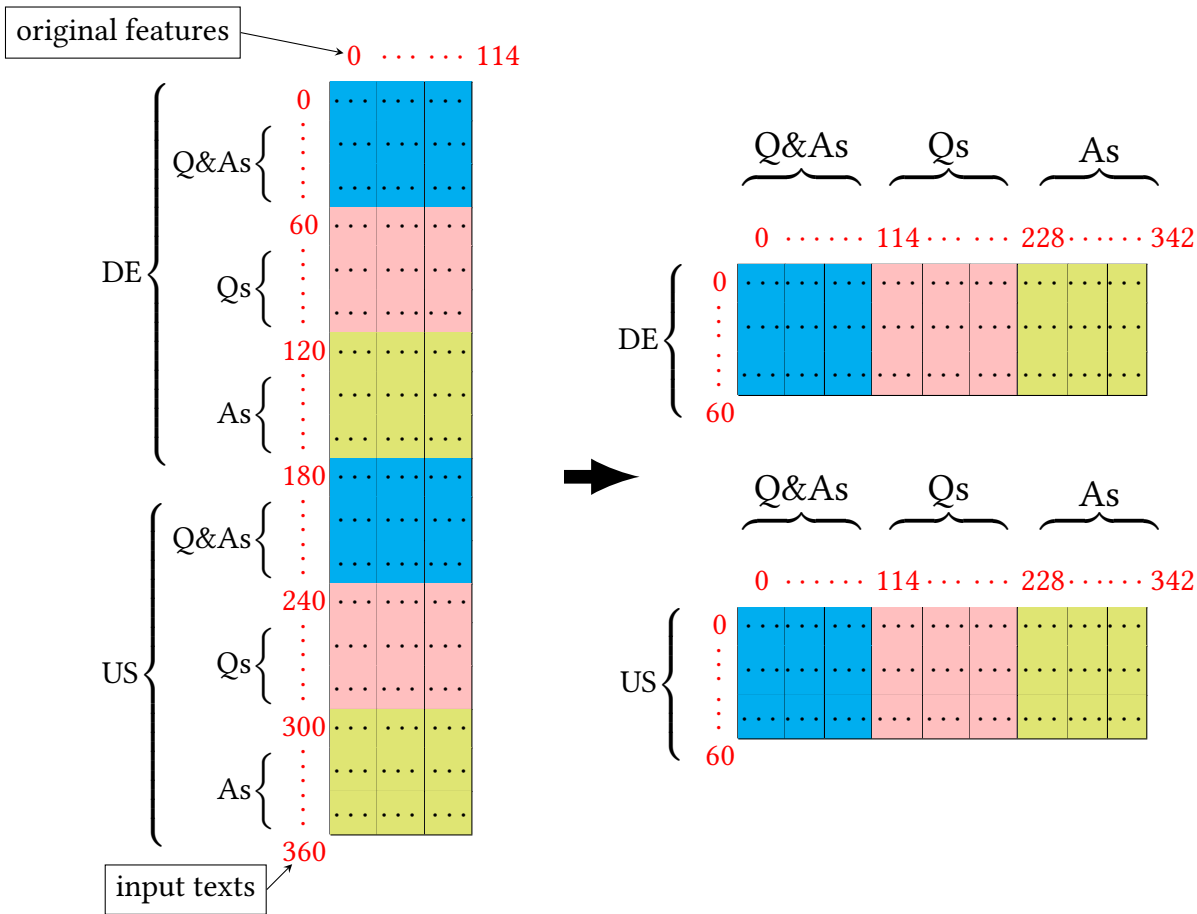 original features
0 ······ 114
0
Q&As
60
DE
Qs
120
As
180
Q&As
240
US
Qs
300
As
360
input texts
Q&As Qs As
0 ······ 114 ······ 228 ······ 342
0
DE
60
Q&As Qs As
0 ······ 114 ······ 228 ······ 342
0
US
60